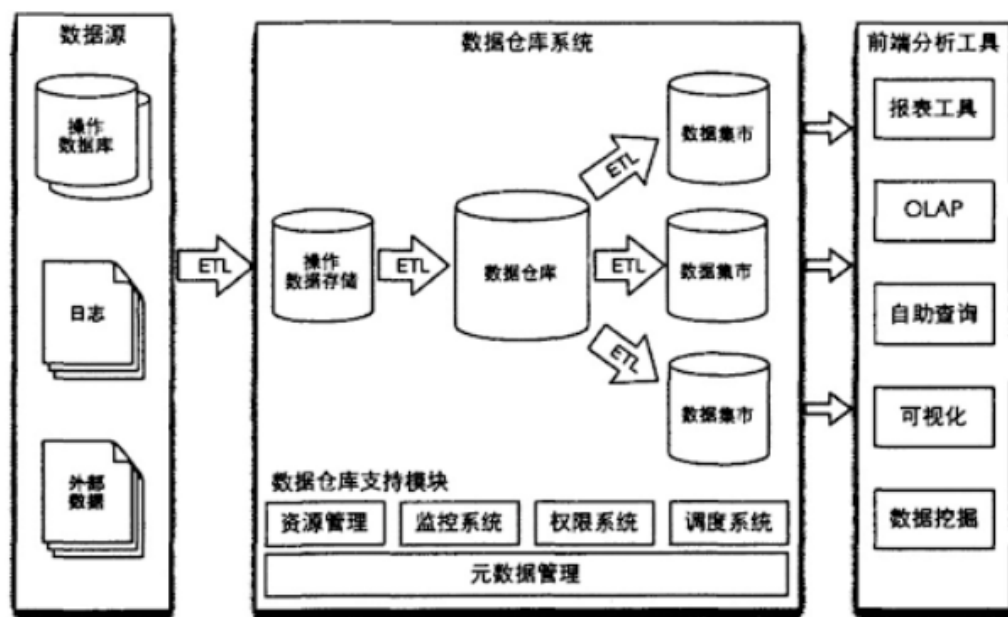 数据源
操作
数据库
日志
外部
数据
ETL
数据仓库系统
操作
数据存储
ETL
数据仓库
ETL
ETL
ETL
数据集市
数据集市
数据集市
数据仓库支持模块
资源管理
监控系统
权限系统
调度系统
元数据管理
前端分析工具
报表工具
OLAP
自助查询
可视化
数据挖掘